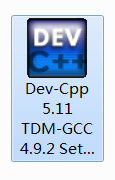 DEV
C++
Dev-Cpp
5.11
TDM-GCC
4.9.2 Set...